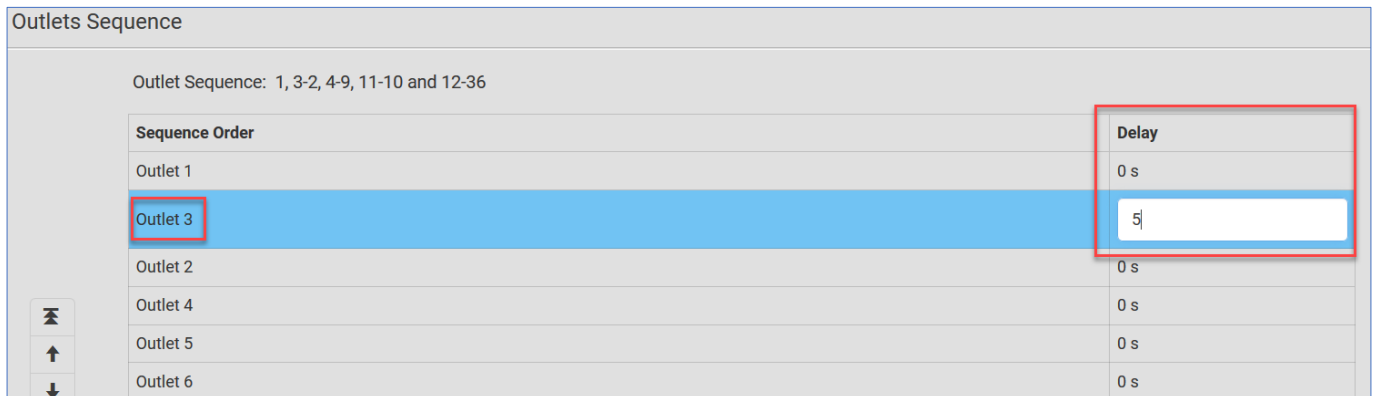 Outlets Sequence
Outlet Sequence: 1, 3-2, 4-9, 11-10 and 12-36
Sequence Order Delay
Outlet 1 0 s
Outlet 3 5
Outlet 2 0 s
Outlet 4 0 s
Outlet 5 0 s
Outlet 6 0 s